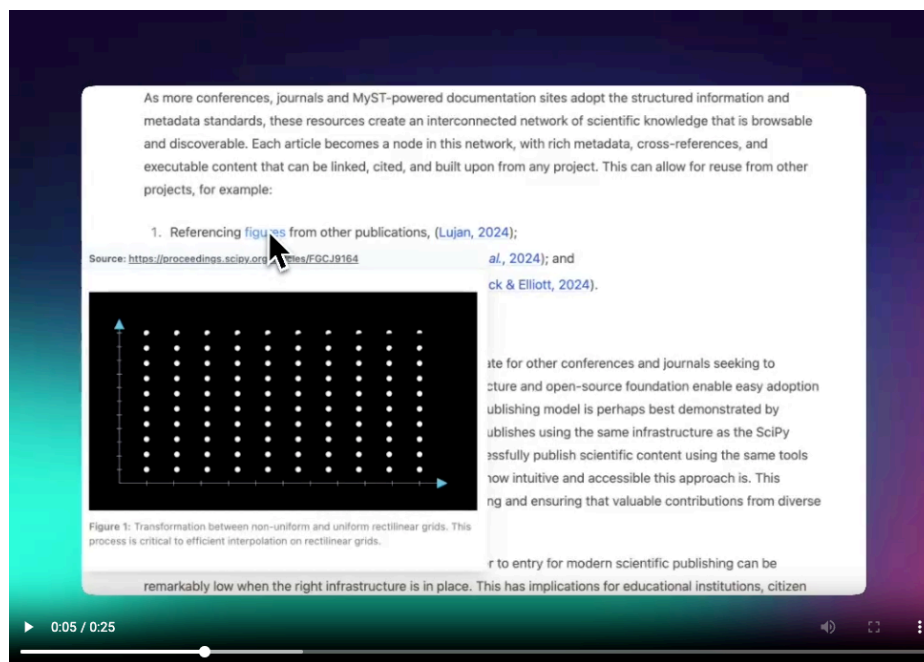 As more conferences, journals and MyST-powered documentation sites adopt the structured information and
metadata standards, these resources create an interconnected network of scientific knowledge that is browsable
and discoverable. Each article becomes a node in this network, with rich metadata, cross-references, and
executable content that can be linked, cited, and built upon from any project. This can allow for reuse from other
projects, for example:
1. Referencing figures from other publications, (Lujan, 2024);
Source: https://proceedings.scipy.org/articles/FGCJ9164
al., 2024); and
ck & Elliott, 2024).
ate for other conferences and journals seeking to
cture and open-source foundation enable easy adoption
ublishing model is perhaps best demonstrated by
ublishes using the same infrastructure as the SciPy
essfully publish scientific content using the same tools
now intuitive and accessible this approach is. This
ng and ensuring that valuable contributions from diverse
Figure 1: Transformation between non-uniform and uniform rectilinear grids. This
process is critical to efficient interpolation on rectilinear grids.
r to entry for modern scientific publishing can be
remarkably low when the right infrastructure is in place. This has implications for educational institutions, citizen
0:05 / 0:25